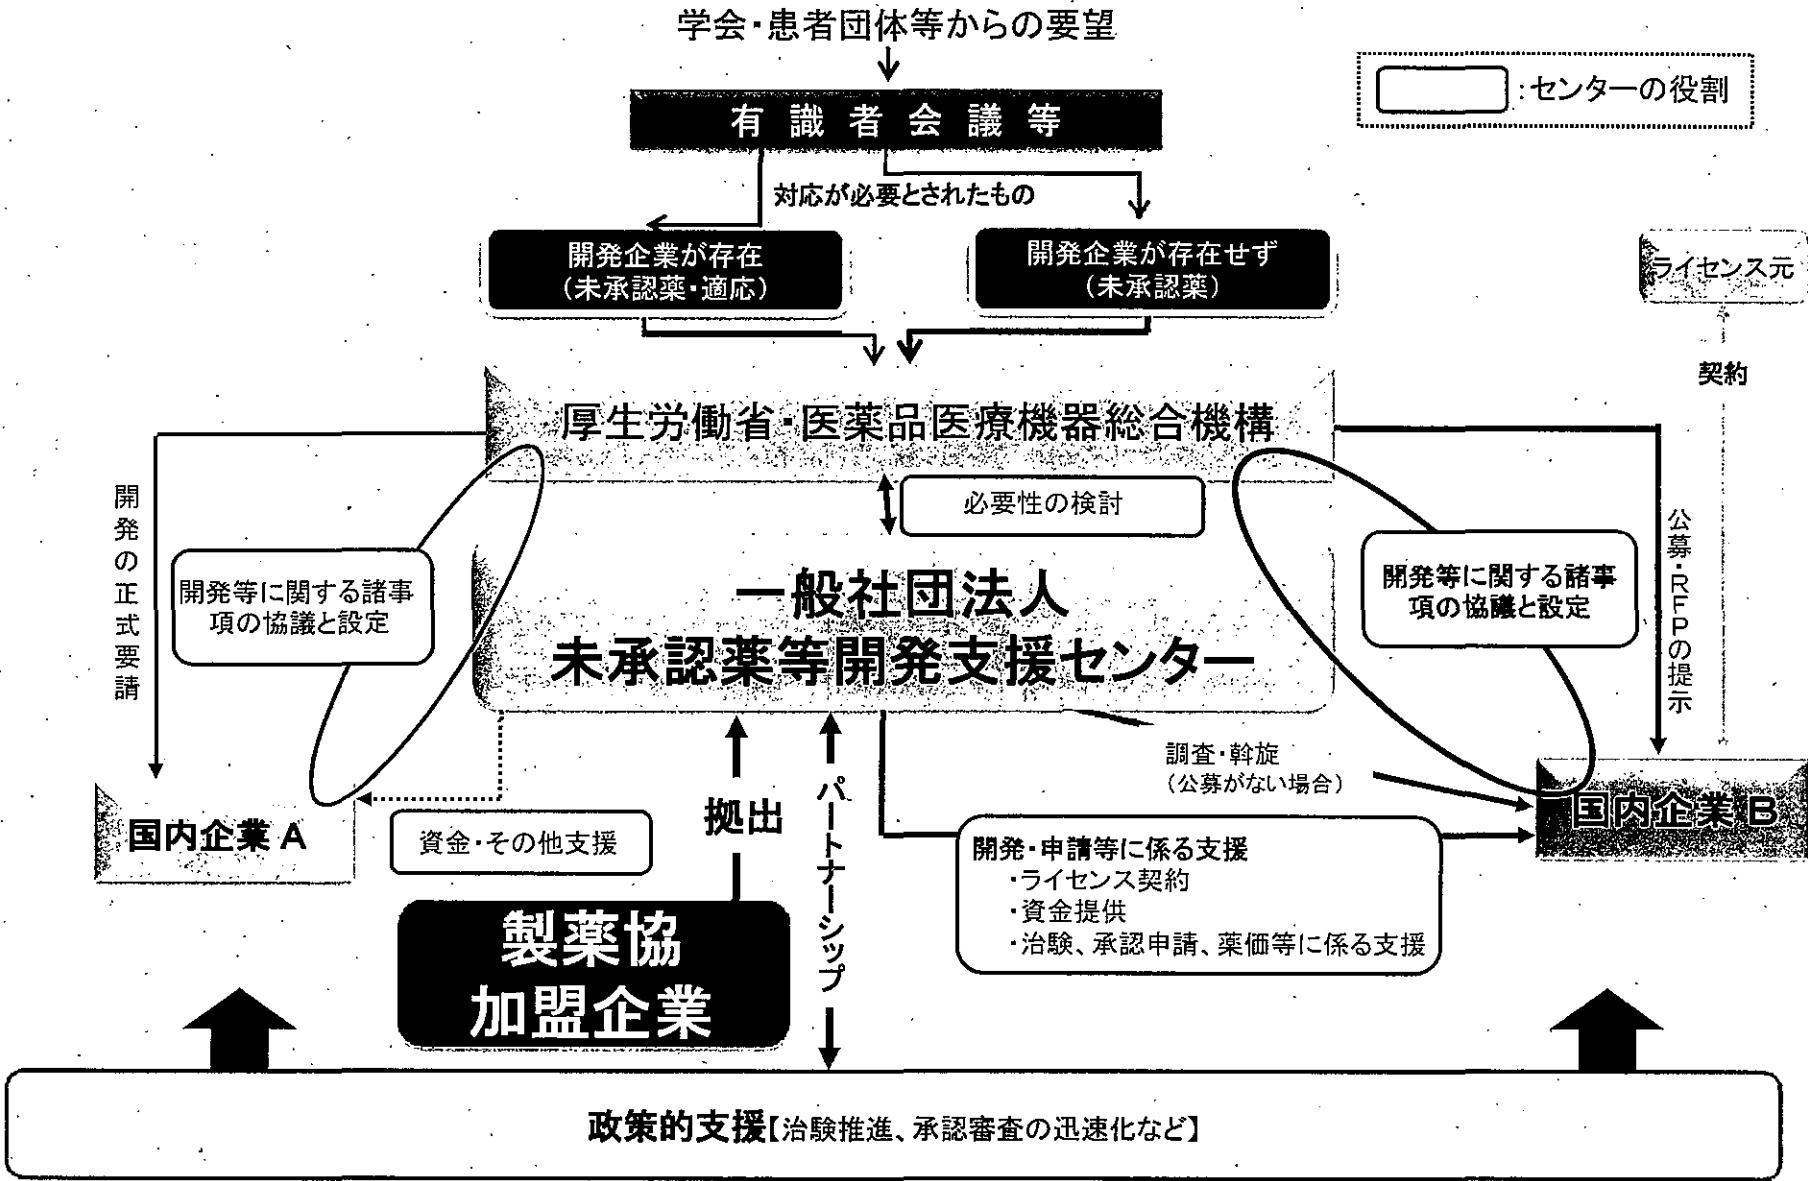 学会・患者団体等からの要望
:センターの役割
有識者会議等
対応が必要とされたもの
開発企業が存在
(未承認薬・適応)
開発企業が存在せず
(未承認薬)
ライセンス元
契約
厚生労働省・医薬品医療機器総合機構
必要性の検討
開発の正式要請
開発等に関する諸事
項の協議と設定
一般社団法人
未承認薬等開発支援センター
開発等に関する諸事
項の協議と設定
公募・RFPの提示
調査・斡旋
(公募がない場合)
国内企業A
資金・その他支援
拠出
パートナーシップ
国内企業B
開発・申請等に係る支援
・ライセンス契約
・資金提供
・治験、承認申請、薬価等に係る支援
製薬協
加盟企業
政策的支援【治験推進、承認審査の迅速化など】